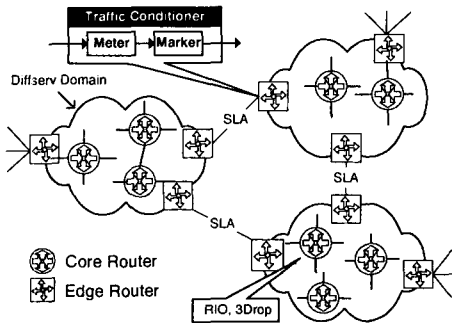 Traffic Conditioner
Meter
Marker
Diffserv Domain
SLA
SLA
SLA
Core Router
Edge Router
RIO, 3Drop